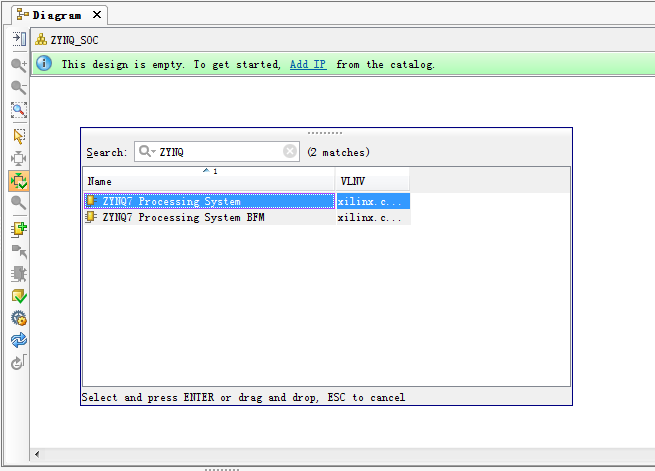 Diagram
ZYNQ_SOC
This design is empty. To get started, Add IP from the catalog.
Search: ZYNQ (2 matches)
Name 1 VLNV
ZYNQ7 Processing System xilinx.c...
ZYNQ7 Processing System BFM xilinx.c...
Select and press ENTER or drag and drop, ESC to cancel